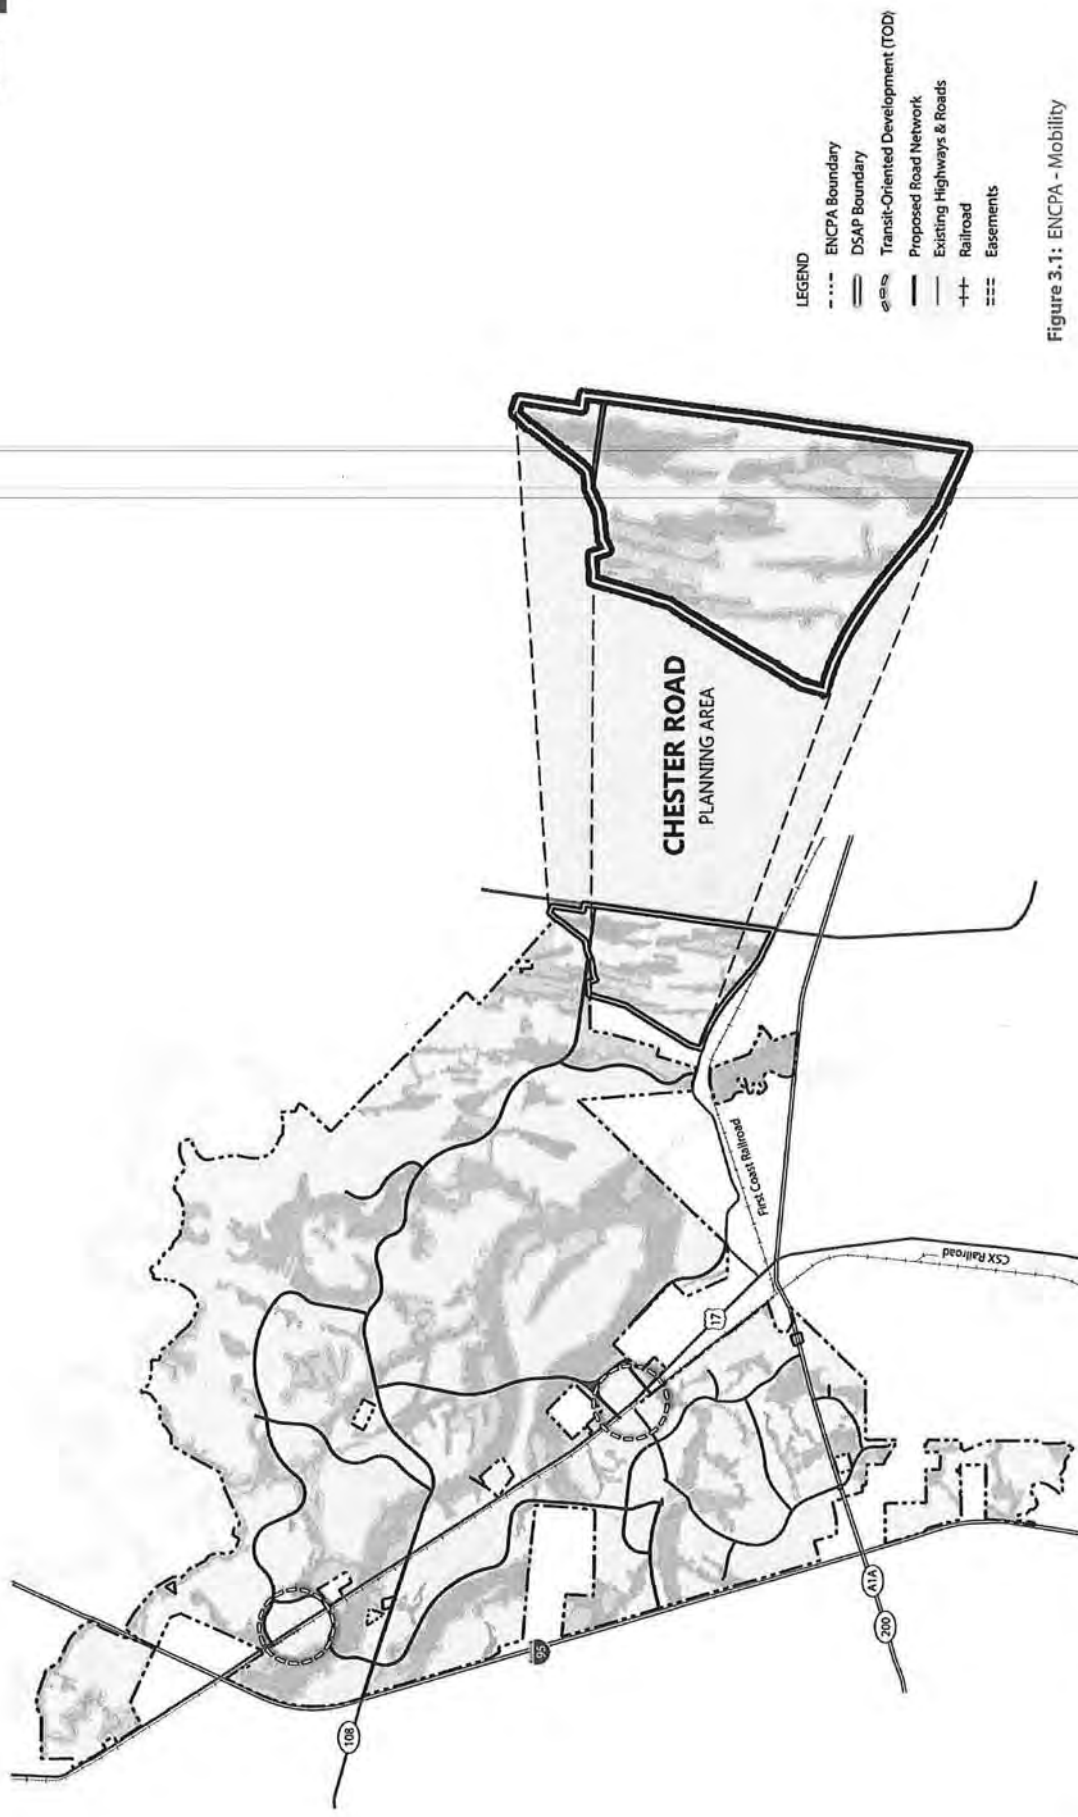 108
95
A1A
200
17
First Coast Railroad
CSX Railroad
CHESTER ROAD
PLANNING AREA
LEGEND
ENCPA Boundary
DSAP Boundary
Transit-Oriented Development (TOD)
Proposed Road Network
Existing Highways & Roads
Railroad
Easements
Figure 3.1: ENCPA - Mobility